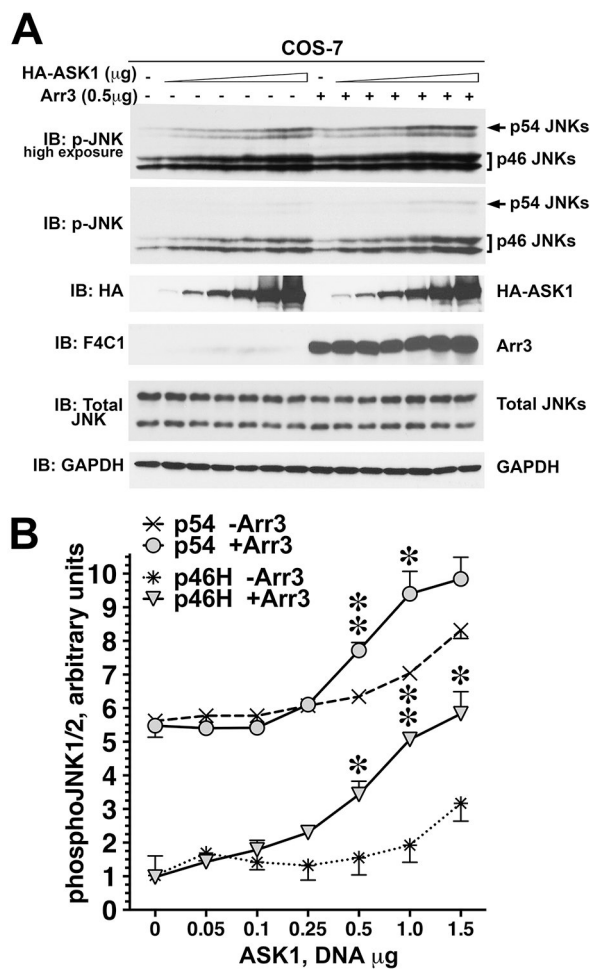 A
COS-7
HA-ASK1 (µg) - -
Arr3 (0.5µg) - - - - - - - + + + + + + +
IB: p-JNK
high exposure
p54 JNKs
p46 JNKs
IB: p-JNK
p54 JNKs
p46 JNKs
IB: HA
HA-ASK1
IB: F4C1
Arr3
IB: Total
JNK
Total JNKs
IB: GAPDH
GAPDH
B
p54 -Arr3
p54 +Arr3
p46H -Arr3
p46H +Arr3
phosphoJNK1/2, arbitrary units
10
9
8
7
6
5
4
3
2
1
0
* * * * * * *
0 0.05 0.1 0.25 0.5 1.0 1.5
ASK1, DNA µg